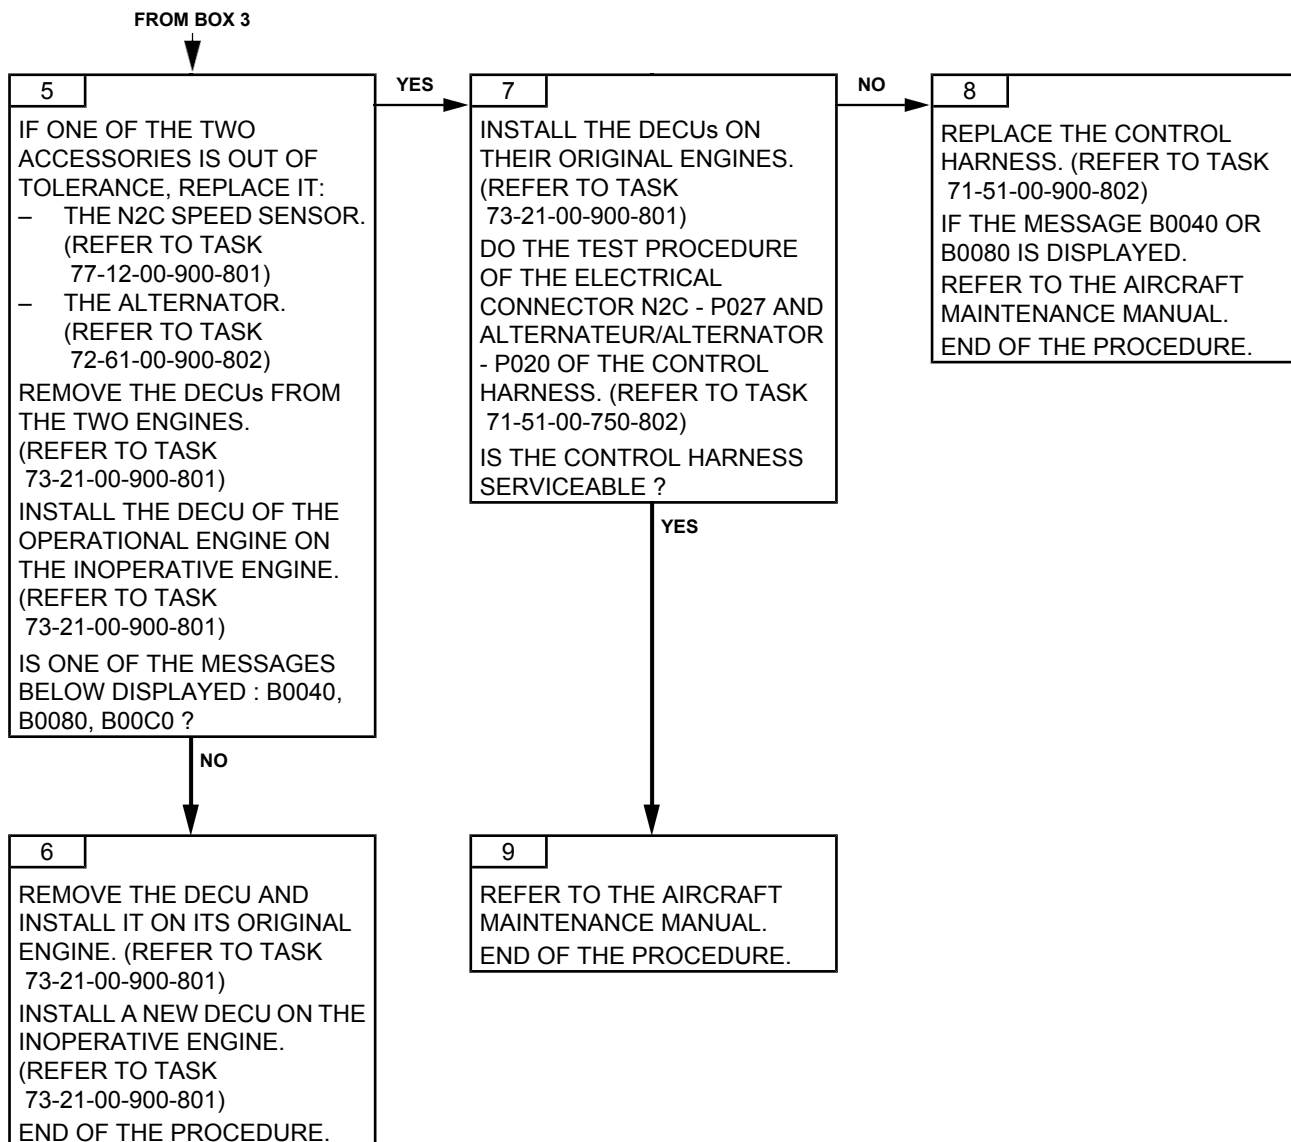 FROM BOX 3
5
IF ONE OF THE TWO
ACCESSORIES IS OUT OF
TOLERANCE, REPLACE IT:
– THE N2C SPEED SENSOR.
(REFER TO TASK
77-12-00-900-801)
– THE ALTERNATOR.
(REFER TO TASK
72-61-00-900-802)
REMOVE THE DECUs FROM
THE TWO ENGINES.
(REFER TO TASK
73-21-00-900-801)
INSTALL THE DECU OF THE
OPERATIONAL ENGINE ON
THE INOPERATIVE ENGINE.
(REFER TO TASK
73-21-00-900-801)
IS ONE OF THE MESSAGES
BELOW DISPLAYED : B0040,
B0080, B00C0 ?
YES
7
INSTALL THE DECUs ON
THEIR ORIGINAL ENGINES.
(REFER TO TASK
73-21-00-900-801)
DO THE TEST PROCEDURE
OF THE ELECTRICAL
CONNECTOR N2C - P027 AND
ALTERNATEUR/ALTERNATOR
- P020 OF THE CONTROL
HARNESS. (REFER TO TASK
71-51-00-750-802)
IS THE CONTROL HARNESS
SERVICEABLE ?
NO
8
REPLACE THE CONTROL
HARNESS. (REFER TO TASK
71-51-00-900-802)
IF THE MESSAGE B0040 OR
B0080 IS DISPLAYED.
REFER TO THE AIRCRAFT
MAINTENANCE MANUAL.
END OF THE PROCEDURE.
NO
6
REMOVE THE DECU AND
INSTALL IT ON ITS ORIGINAL
ENGINE. (REFER TO TASK
73-21-00-900-801)
INSTALL A NEW DECU ON THE
INOPERATIVE ENGINE.
(REFER TO TASK
73-21-00-900-801)
END OF THE PROCEDURE.
YES
9
REFER TO THE AIRCRAFT
MAINTENANCE MANUAL.
END OF THE PROCEDURE.